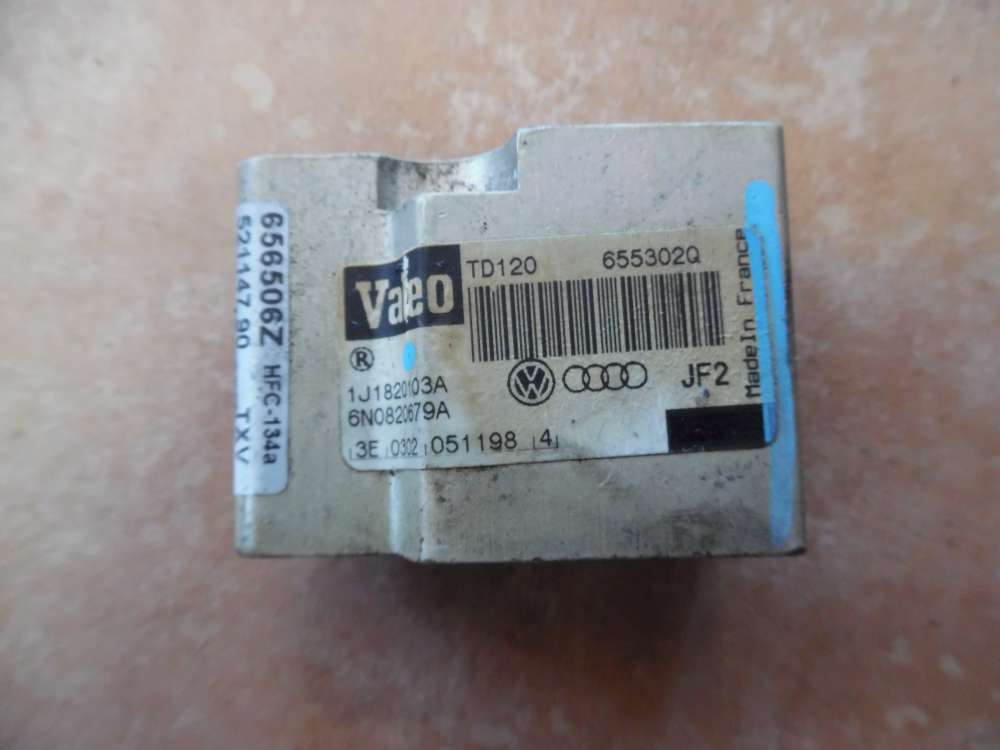 656506Z HFC-134a
521147.90 TXV
Valeo
®
TD120 655302Q
JF2
1J1820103A
6N0820679A
3E 0302 051198 4
Made In France